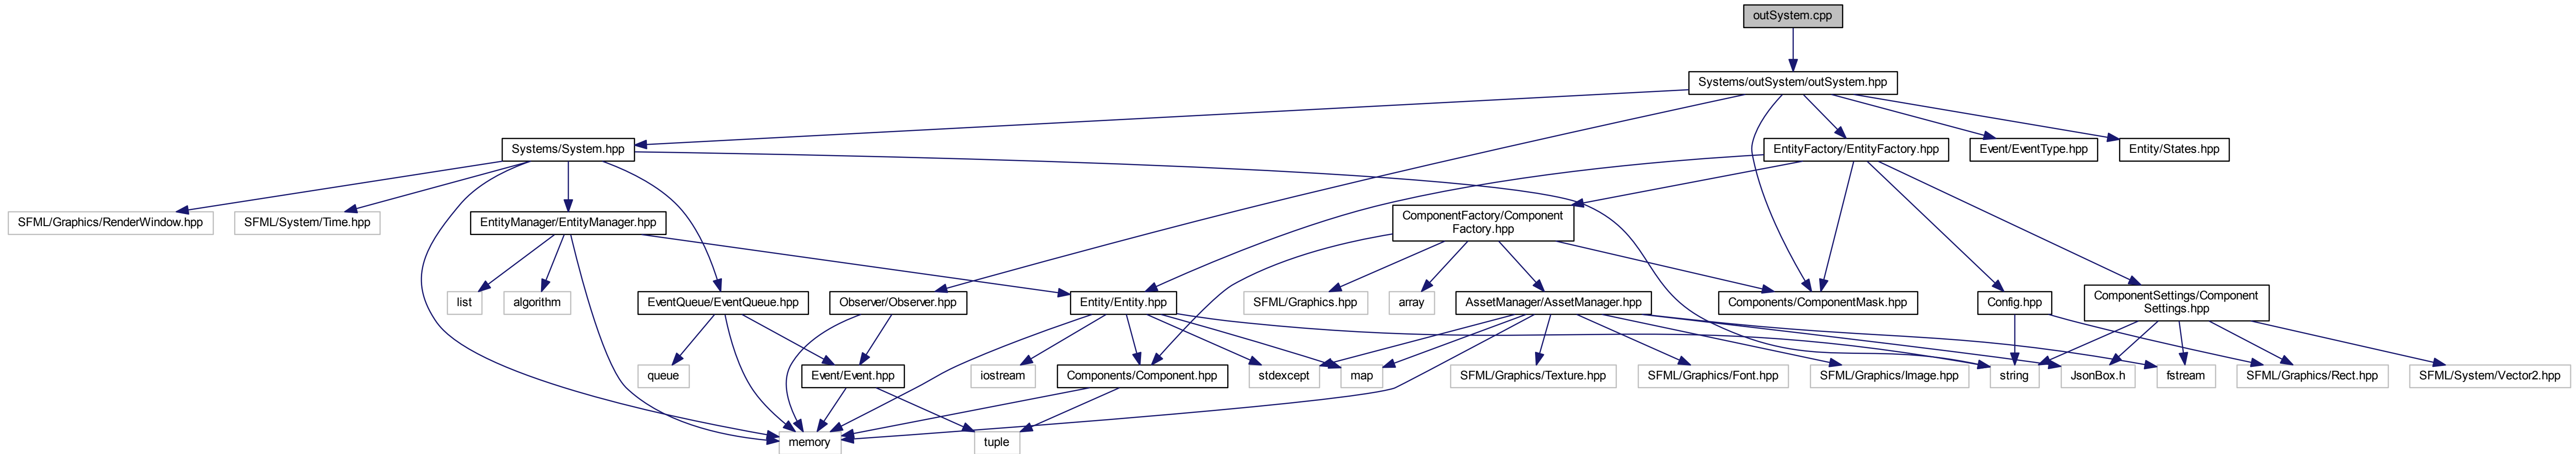 outSystem.cpp
Systems/outSystem/outSystem.hpp
Systems/System.hpp
EntityFactory/EntityFactory.hpp
Event/EventType.hpp
Entity/States.hpp
SFML/Graphics/RenderWindow.hpp
SFML/System/Time.hpp
EntityManager/EntityManager.hpp
ComponentFactory/Component
Factory.hpp
list
algorithm
EventQueue/EventQueue.hpp
Observer/Observer.hpp
Entity/Entity.hpp
SFML/Graphics.hpp
array
AssetManager/AssetManager.hpp
Components/ComponentMask.hpp
Config.hpp
ComponentSettings/Component
Settings.hpp
queue
Event/Event.hpp
iostream
Components/Component.hpp
stdexcept
map
SFML/Graphics/Texture.hpp
SFML/Graphics/Font.hpp
SFML/Graphics/Image.hpp
string
JsonBox.h
fstream
SFML/Graphics/Rect.hpp
SFML/System/Vector2.hpp
memory
tuple